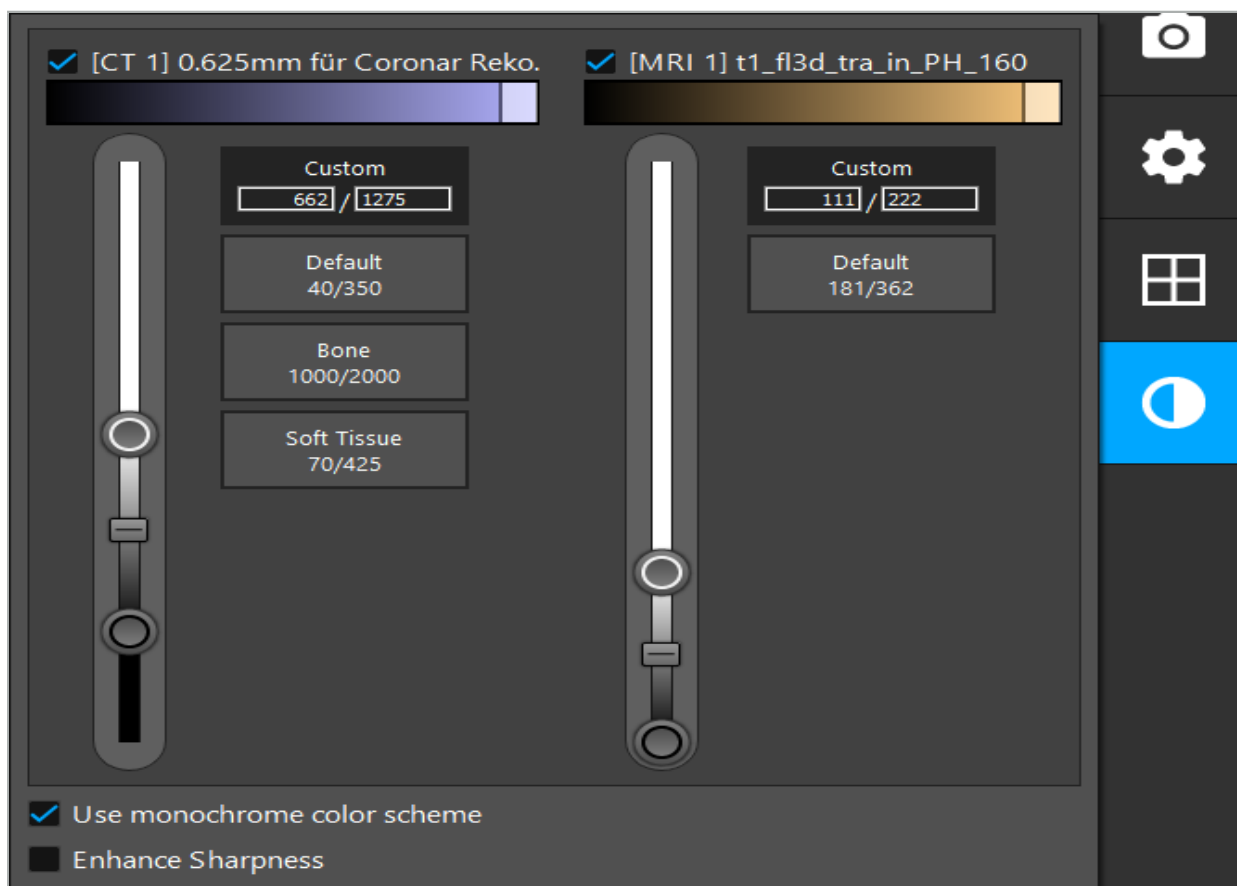 [CT 1] 0.625mm für Coronar Reko.
[MRI 1] t1_fl3d_tra_in_PH_160
Custom
662 / 1275
Default
40/350
Bone
1000/2000
Soft Tissue
70/425
Custom
111 / 222
Default
181/362
Use monochrome color scheme
Enhance Sharpness